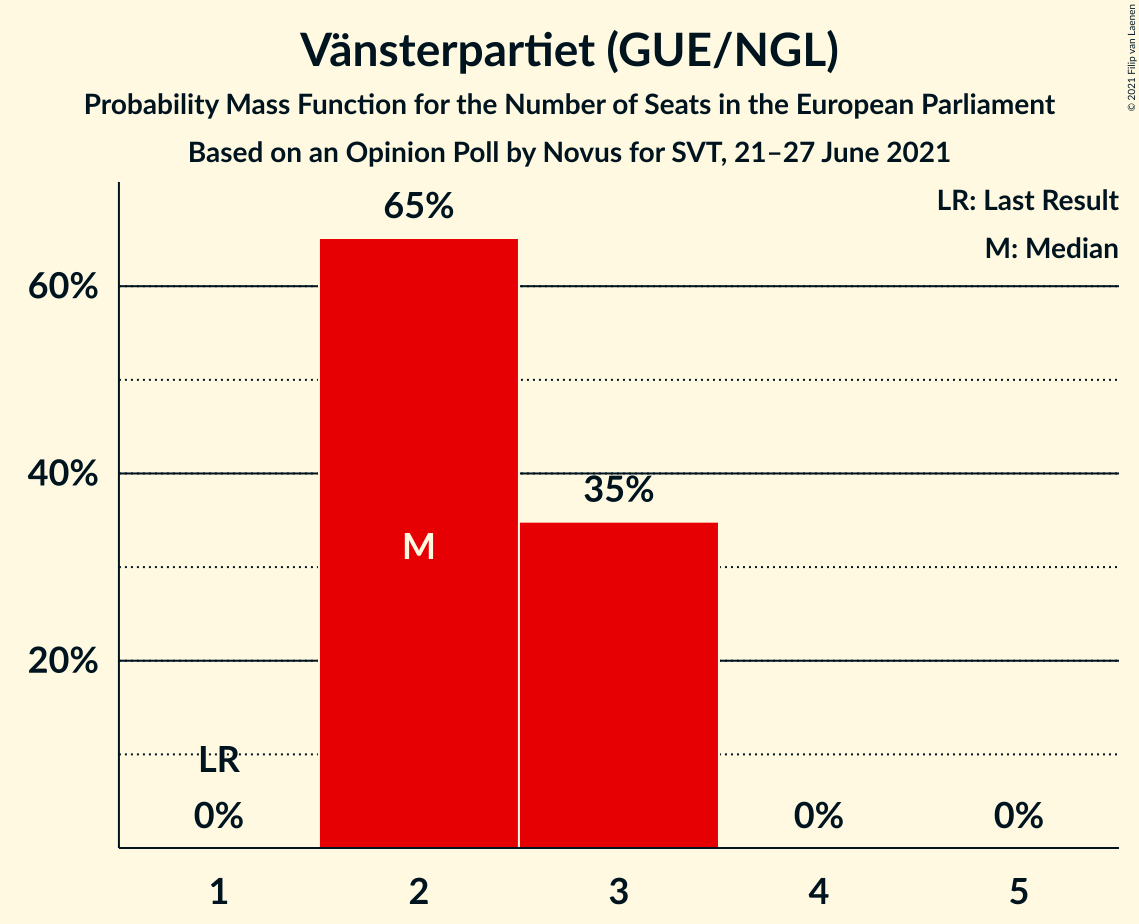 Vänsterpartiet (GUE/NGL)
Probability Mass Function for the Number of Seats in the European Parliament
Based on an Opinion Poll by Novus for SVT, 21–27 June 2021
© 2021 Filip van Laenen
LR: Last Result
M: Median
65%
60%
40%
35%
M
20%
LR
0%
0%
0%
1
2
3
4
5